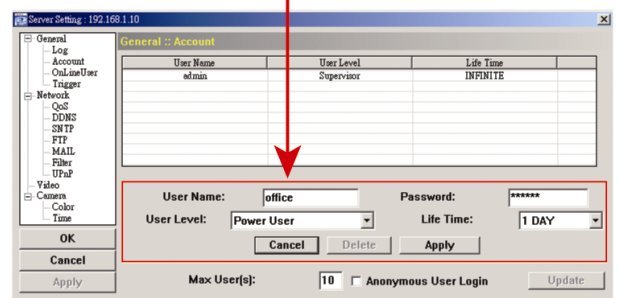 Server Setting : 192.168.1.10
General
Log
Account
OnLineUser
Trigger
Network
QoS
DDNS
SNTP
FTP
MAIL
Filter
UPnP
Video
Camera
Color
Time
OK
Cancel
Apply
General :: Account
User Name User Level Life Time
admin Supervisor INFINITE
User Name: office Password: ******
User Level: Power User Life Time: 1 DAY
Cancel Delete Apply
Max User(s): 10 Anonymous User Login Update